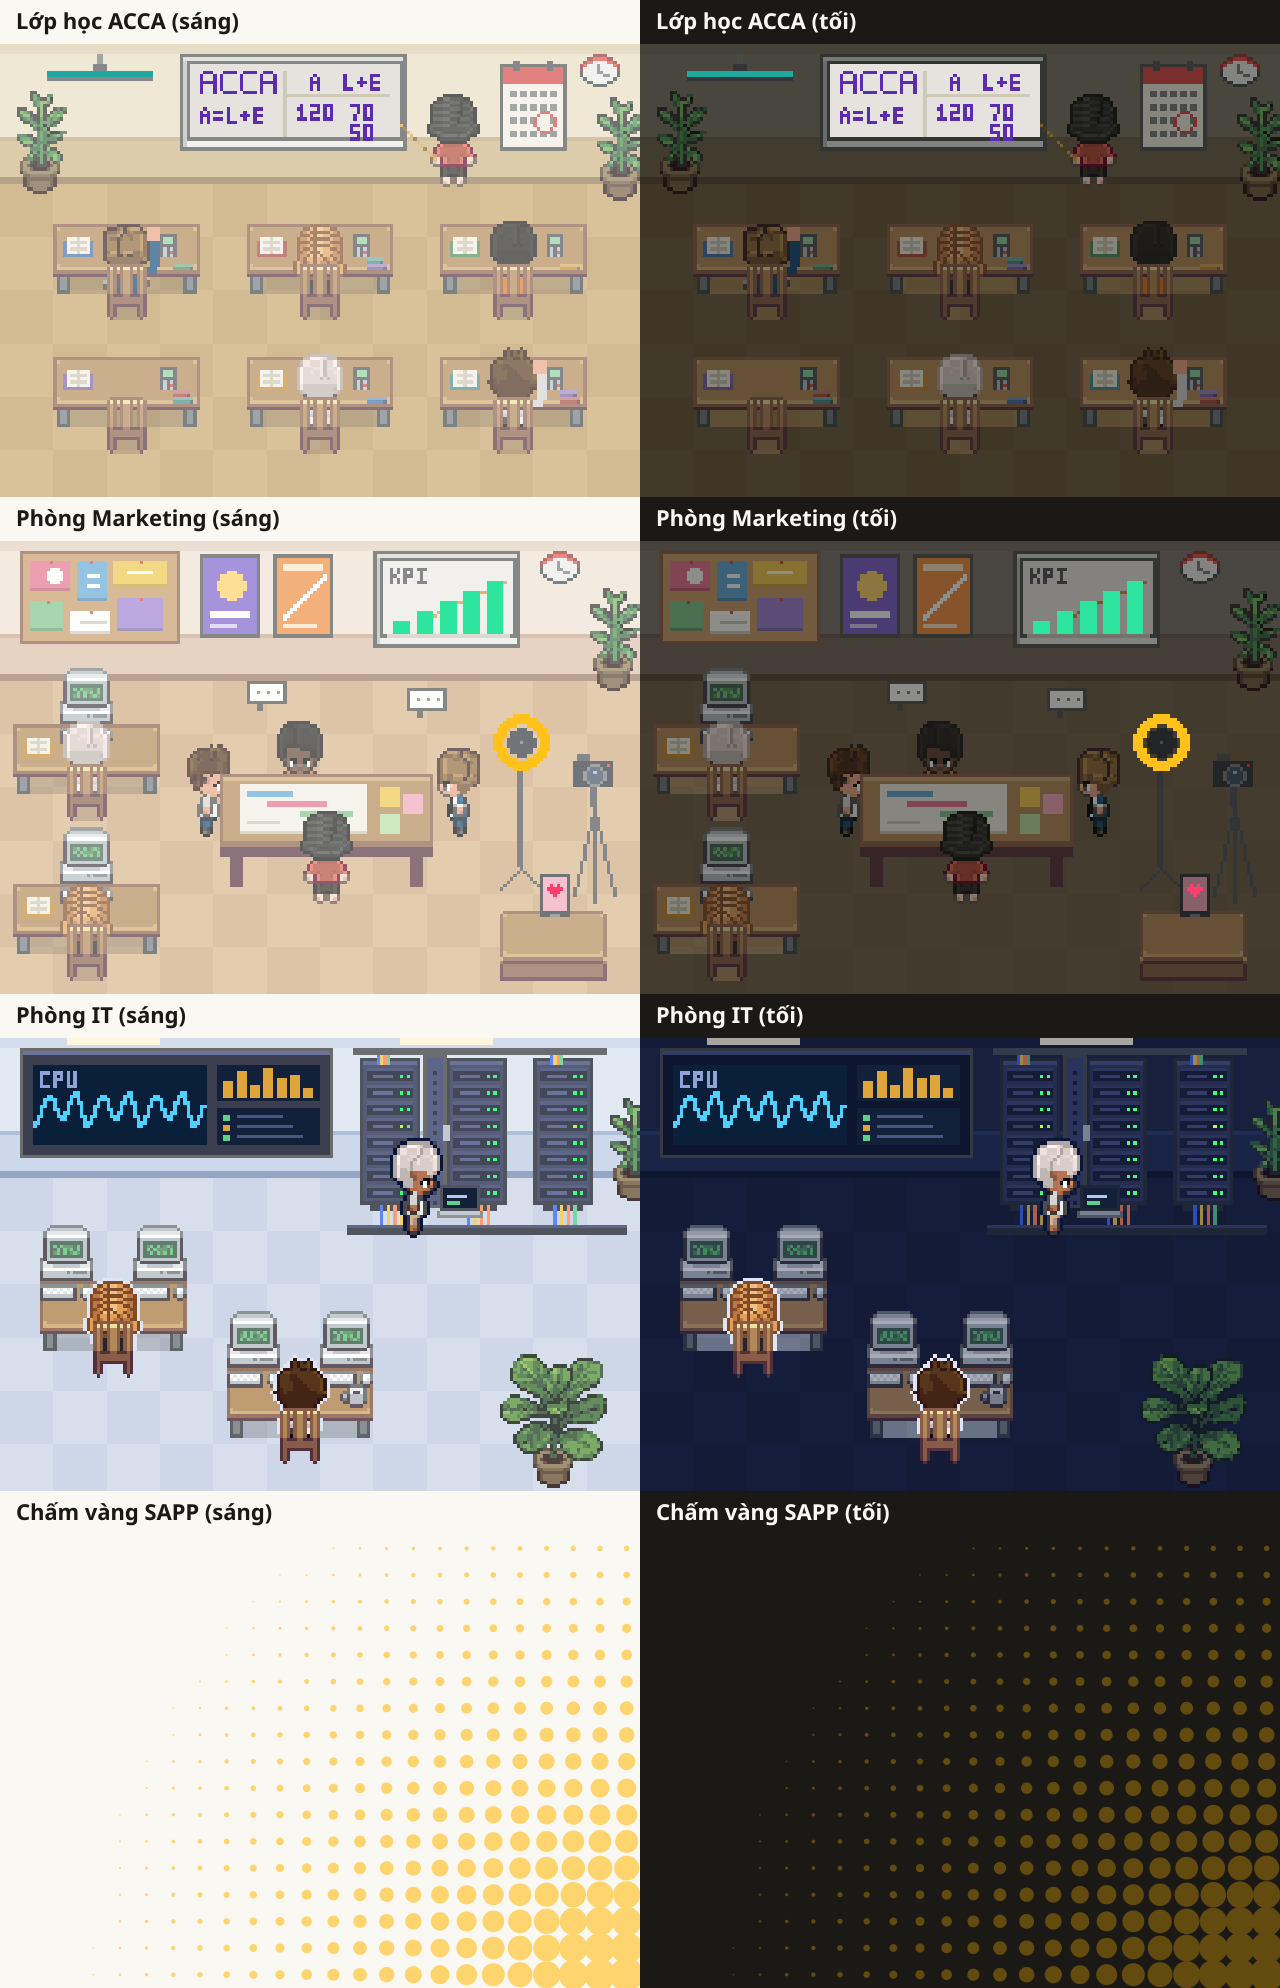 Lớp học ACCA (sáng)
Lớp học ACCA (tối)
ACCA
A L+E
A=L+E
120 70
50
ACCA
A L+E
A=L+E
120 70
50
Phòng Marketing (sáng)
Phòng Marketing (tối)
KPI
KPI
Phòng IT (sáng)
Phòng IT (tối)
CPU
CPU
Chấm vàng SAPP (sáng)
Chấm vàng SAPP (tối)